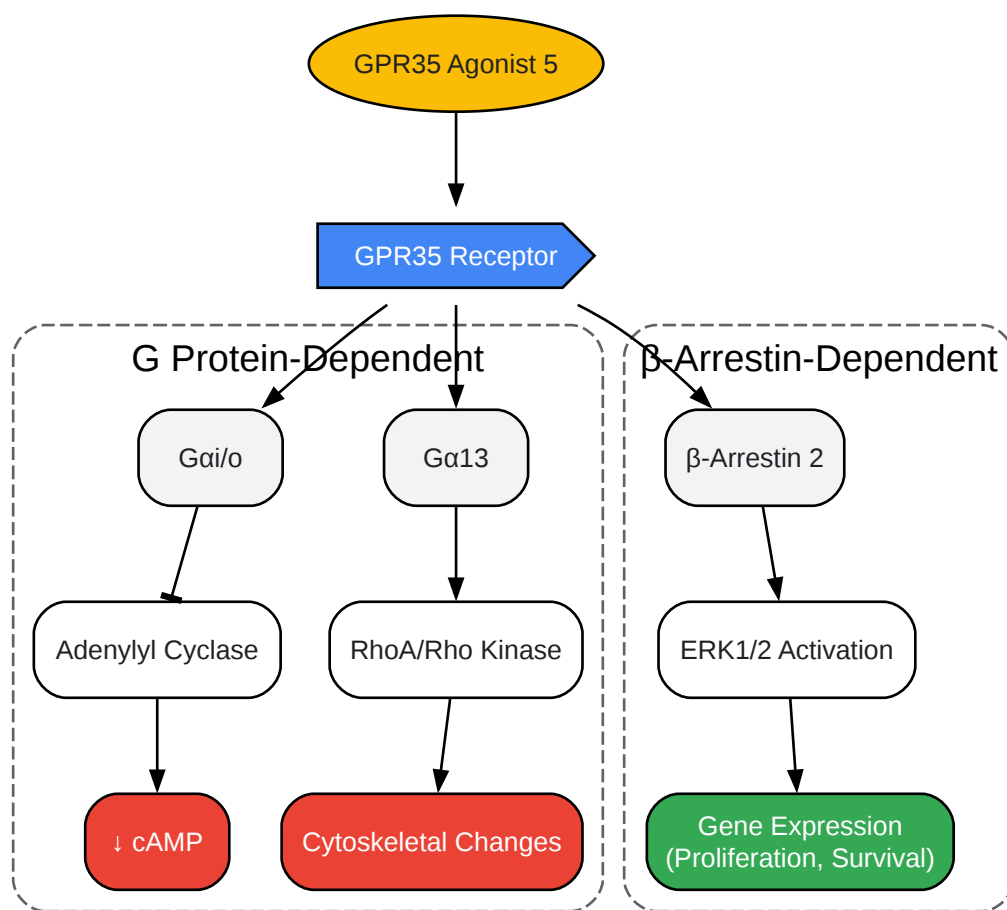 GPR35 Agonist 5
GPR35 Receptor
G Protein-Dependent
β-Arrestin-Dependent
Gαi/o
Gα13
β-Arrestin 2
Adenylyl Cyclase
RhoA/Rho Kinase
ERK1/2 Activation
↓ cAMP
Cytoskeletal Changes
Gene Expression
(Proliferation, Survival)